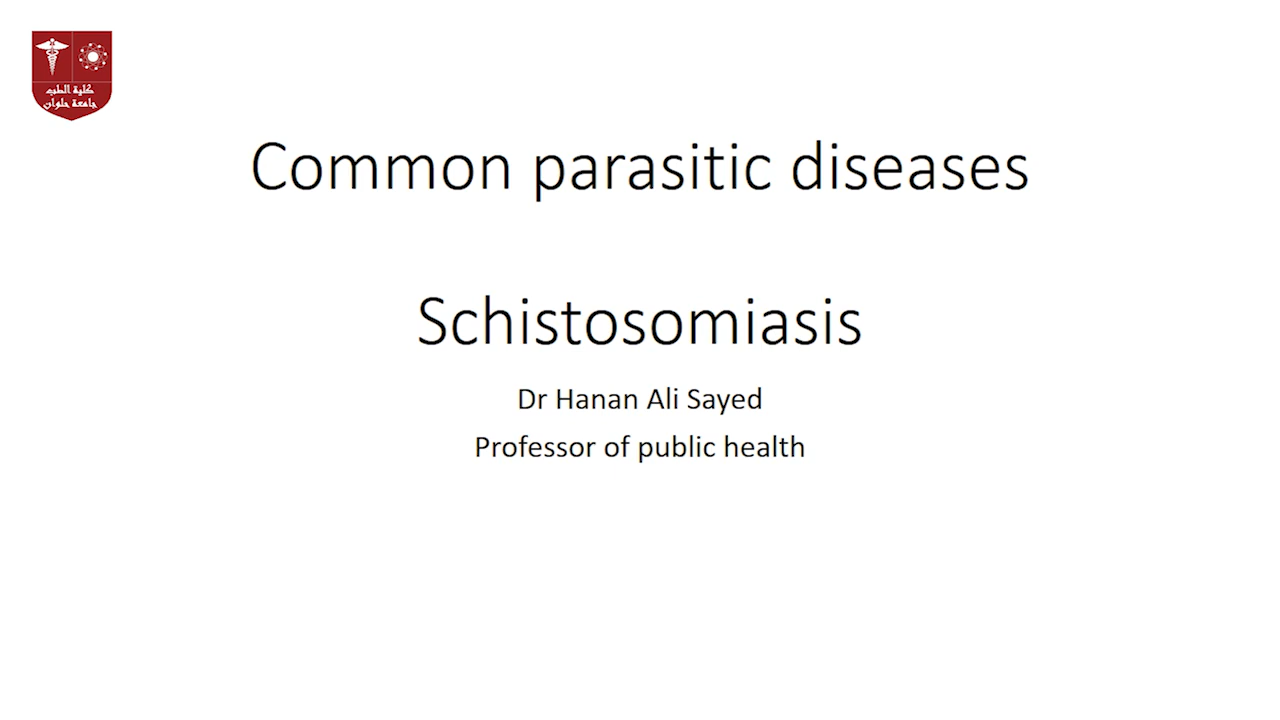 كلية الطب
جامعة حلوان
Common parasitic diseases
Schistosomiasis
Dr Hanan Ali Sayed
Professor of public health